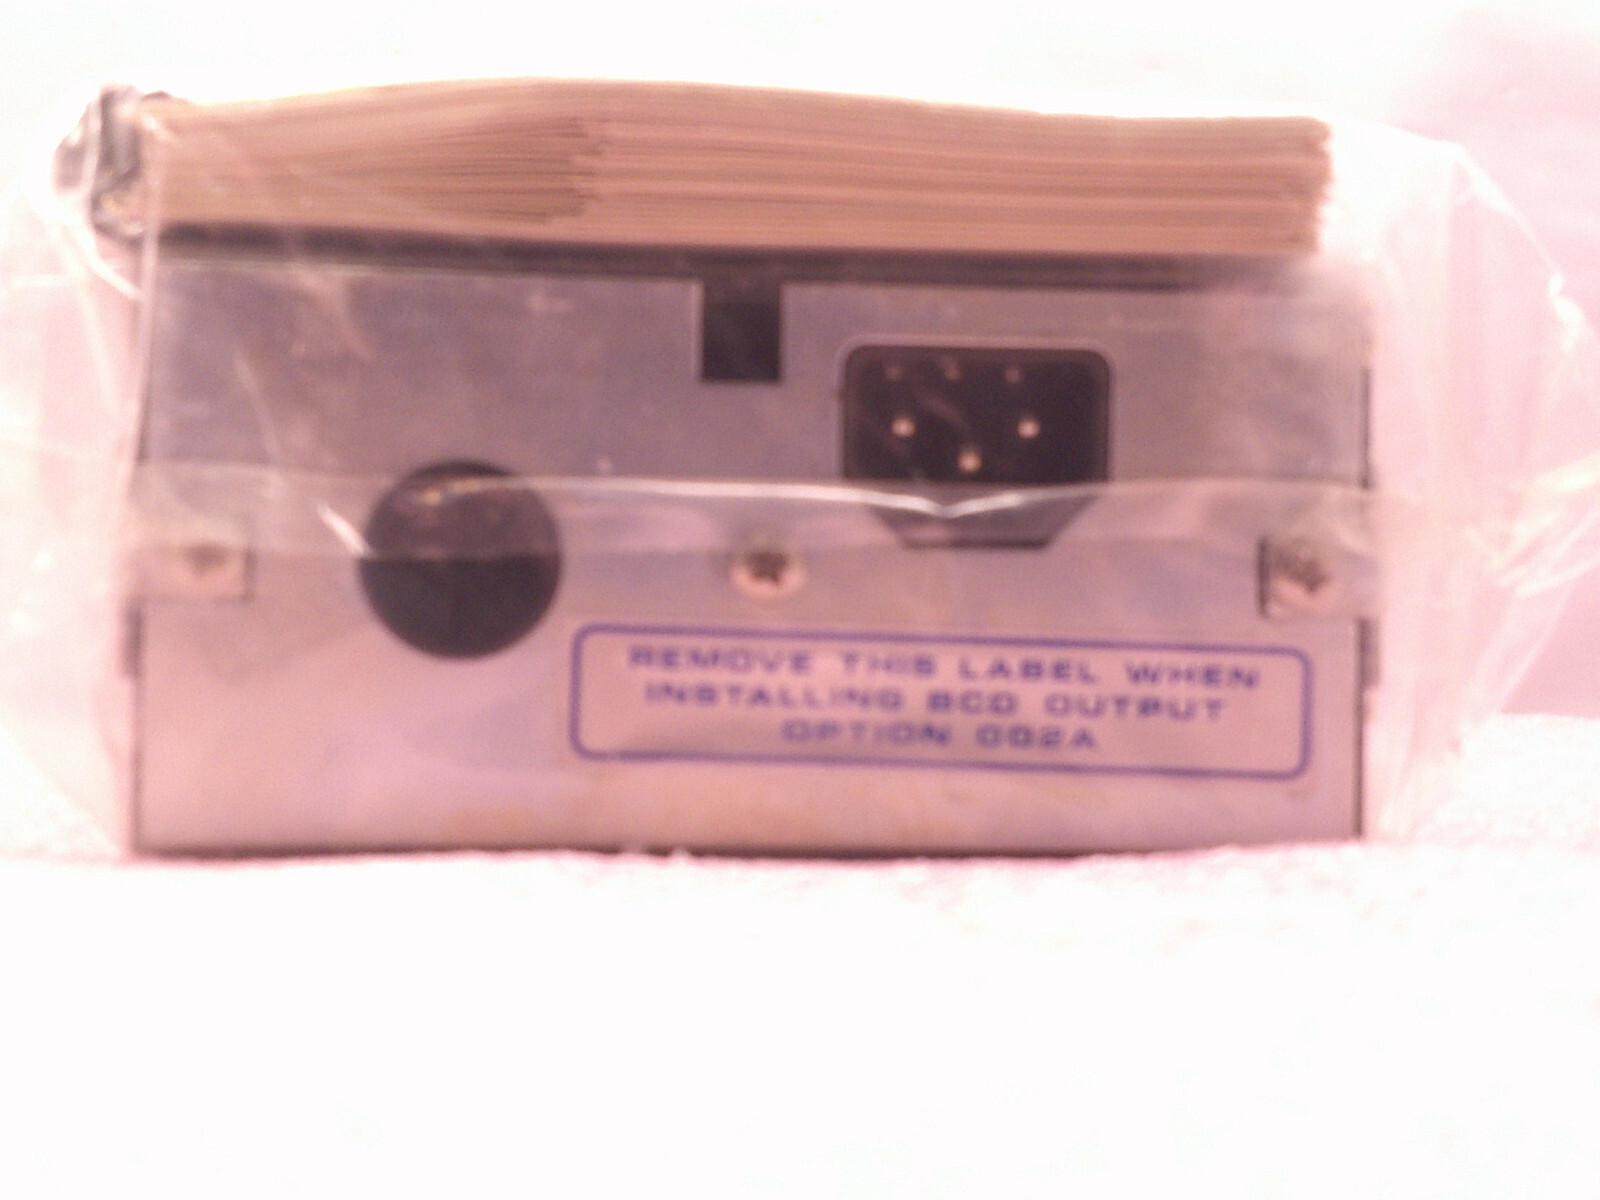 REMOVE THIS LABEL WHEN
INSTALLING BCD OUTPUT
OPTION 002A